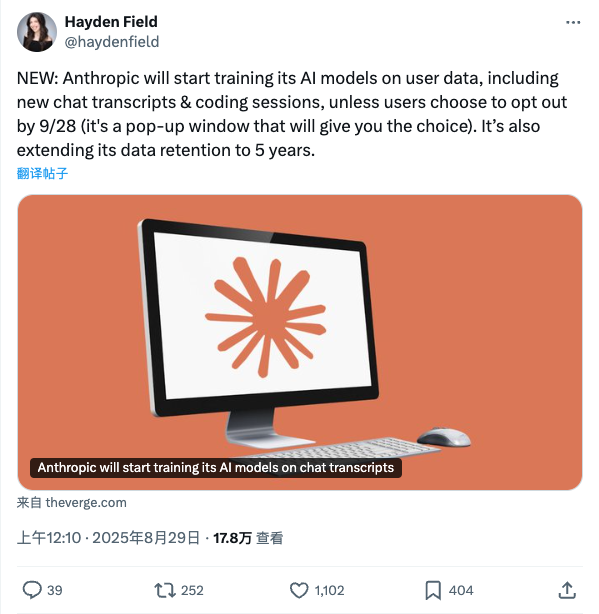 Hayden Field
@haydenfield
NEW: Anthropic will start training its AI models on user data, including
new chat transcripts & coding sessions, unless users choose to opt out
by 9/28 (it's a pop-up window that will give you the choice). It’s also
extending its data retention to 5 years.
翻译帖子
Anthropic will start training its AI models on chat transcripts
来自 theverge.com
上午12:10 · 2025年8月29日 · 17.8万 查看
39 252 1,102 404